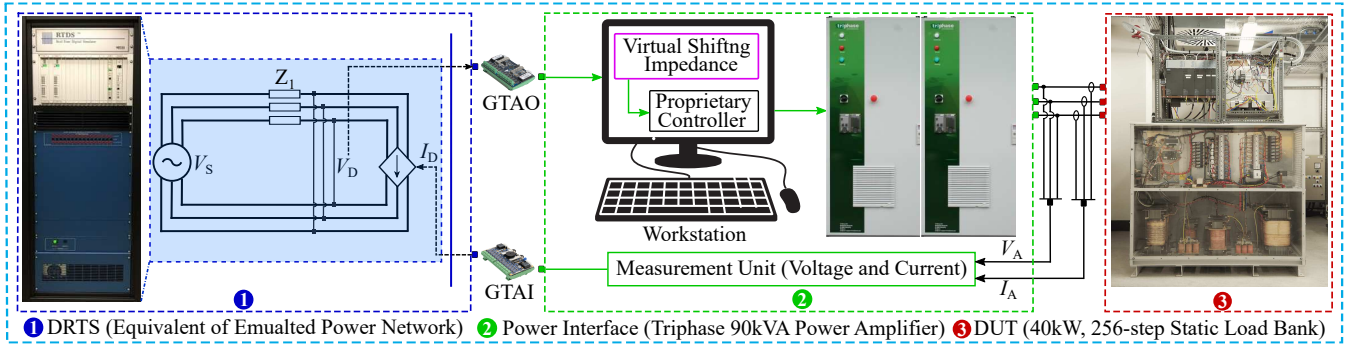 RTDS
Z1
VS
VD
ID
1
GTAO
GTAI
Virtual Shiftng
Impedance
Proprietary
Controller
Workstation
triphase
triphase
Measurement Unit (Voltage and Current)
VA
IA
2
3
1 DRTS (Equivalent of Emualted Power Network) 2 Power Interface (Triphase 90kVA Power Amplifier) 3 DUT (40kW, 256-step Static Load Bank)